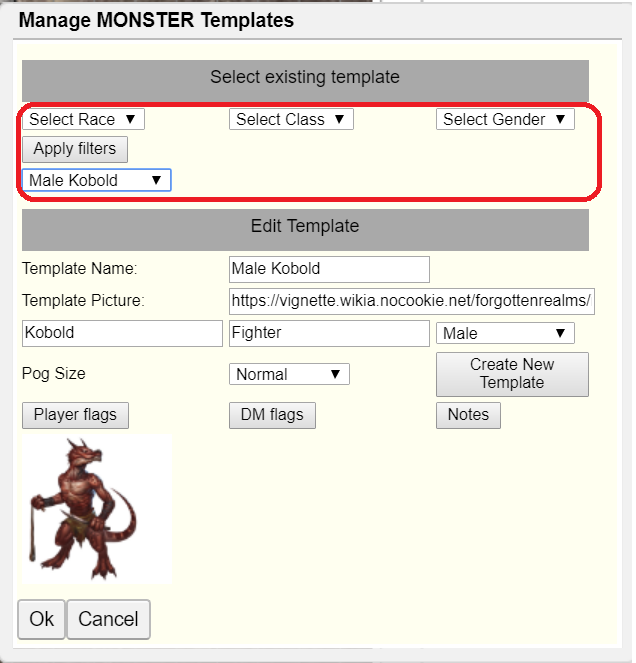 Manage MONSTER Templates
Select existing template
Select Race ▼ Select Class ▼ Select Gender ▼
Apply filters
Male Kobold ▼
Edit Template
Template Name: Male Kobold
Template Picture: https://vignette.wikia.nocookie.net/forgottenrealms/
Kobold Fighter Male ▼
Pog Size Normal ▼ Create New
Template
Player flags DM flags Notes
Ok Cancel